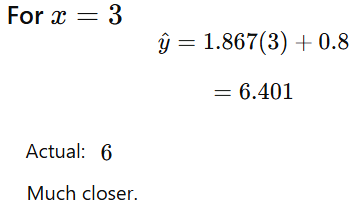 For x = 3
ŷ = 1.867(3) + 0.8
= 6.401
Actual: 6
Much closer.